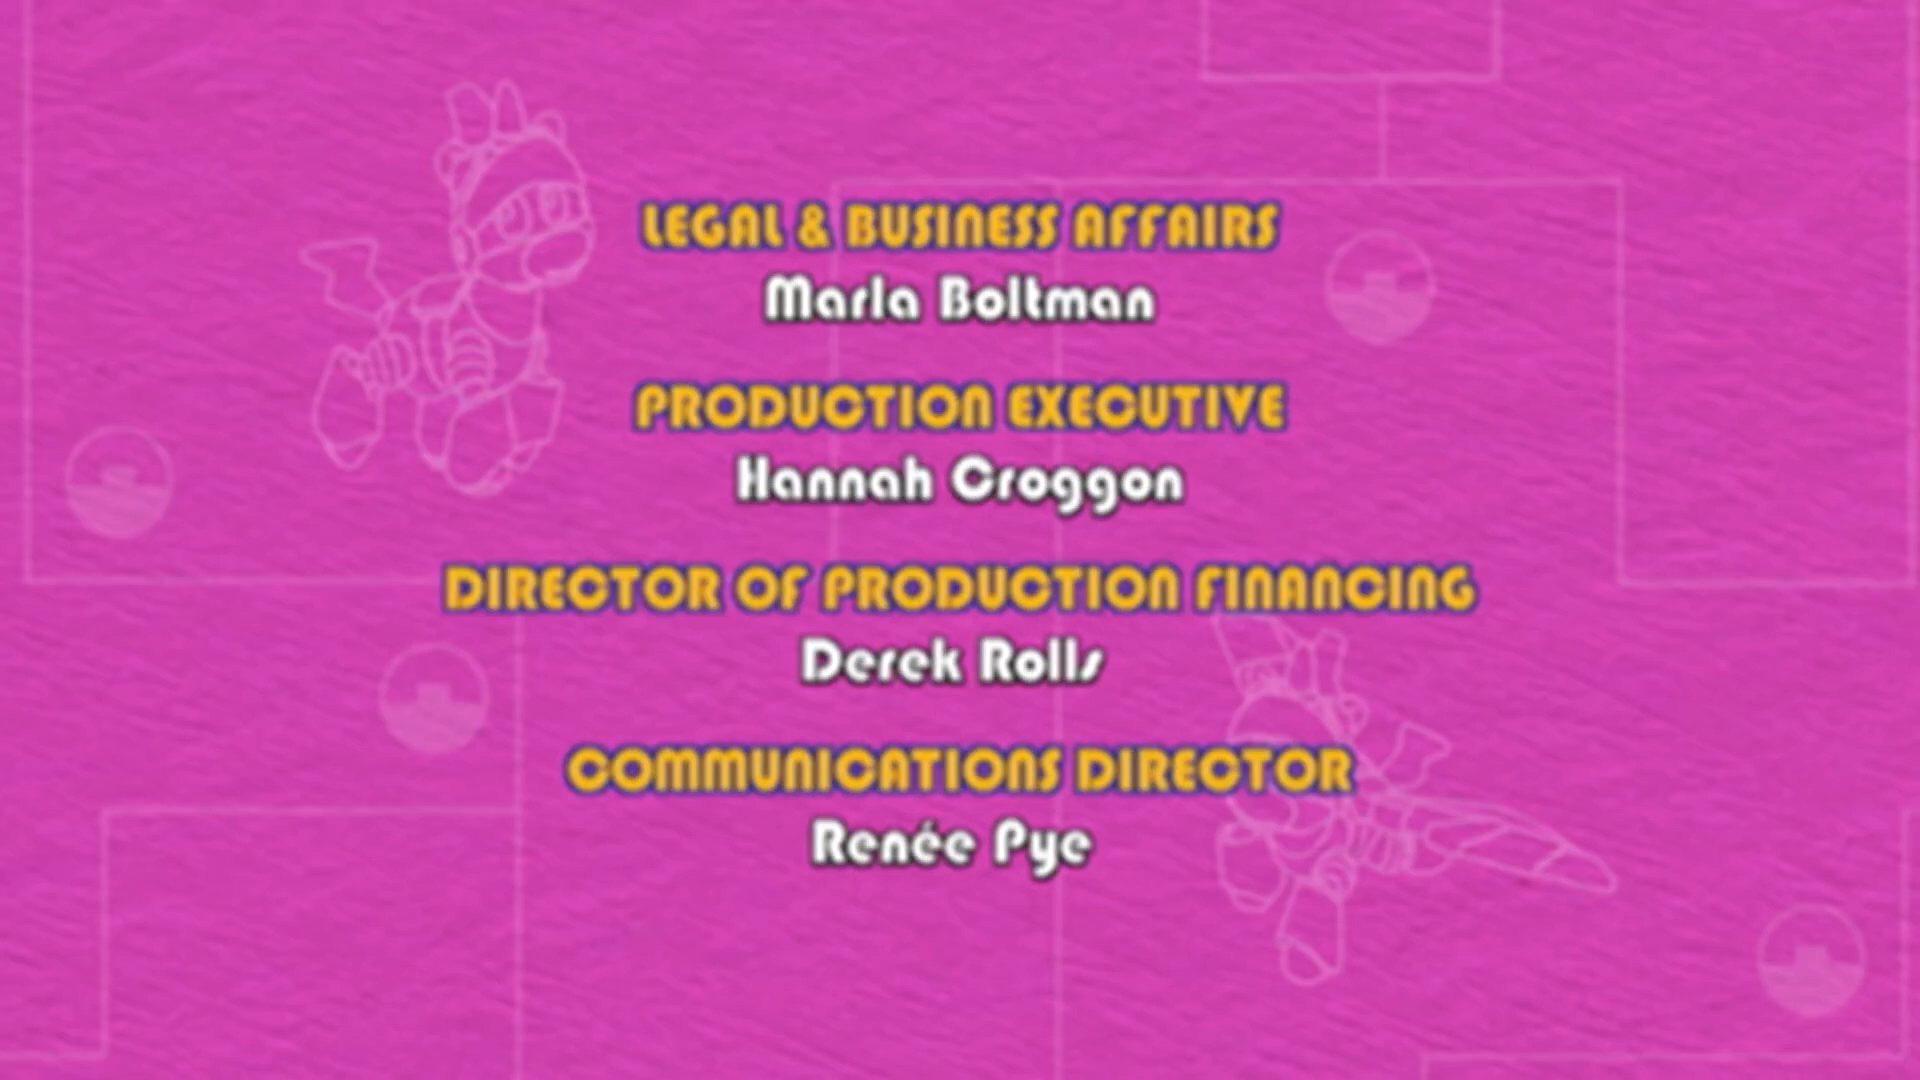 LEGAL & BUSINESS AFFAIRS
Marla Boltman
PRODUCTION EXECUTIVE
Hannah Croggon
DIRECTOR OF PRODUCTION FINANCING
Derek Rolls
COMMUNICATIONS DIRECTOR
Renée Pye